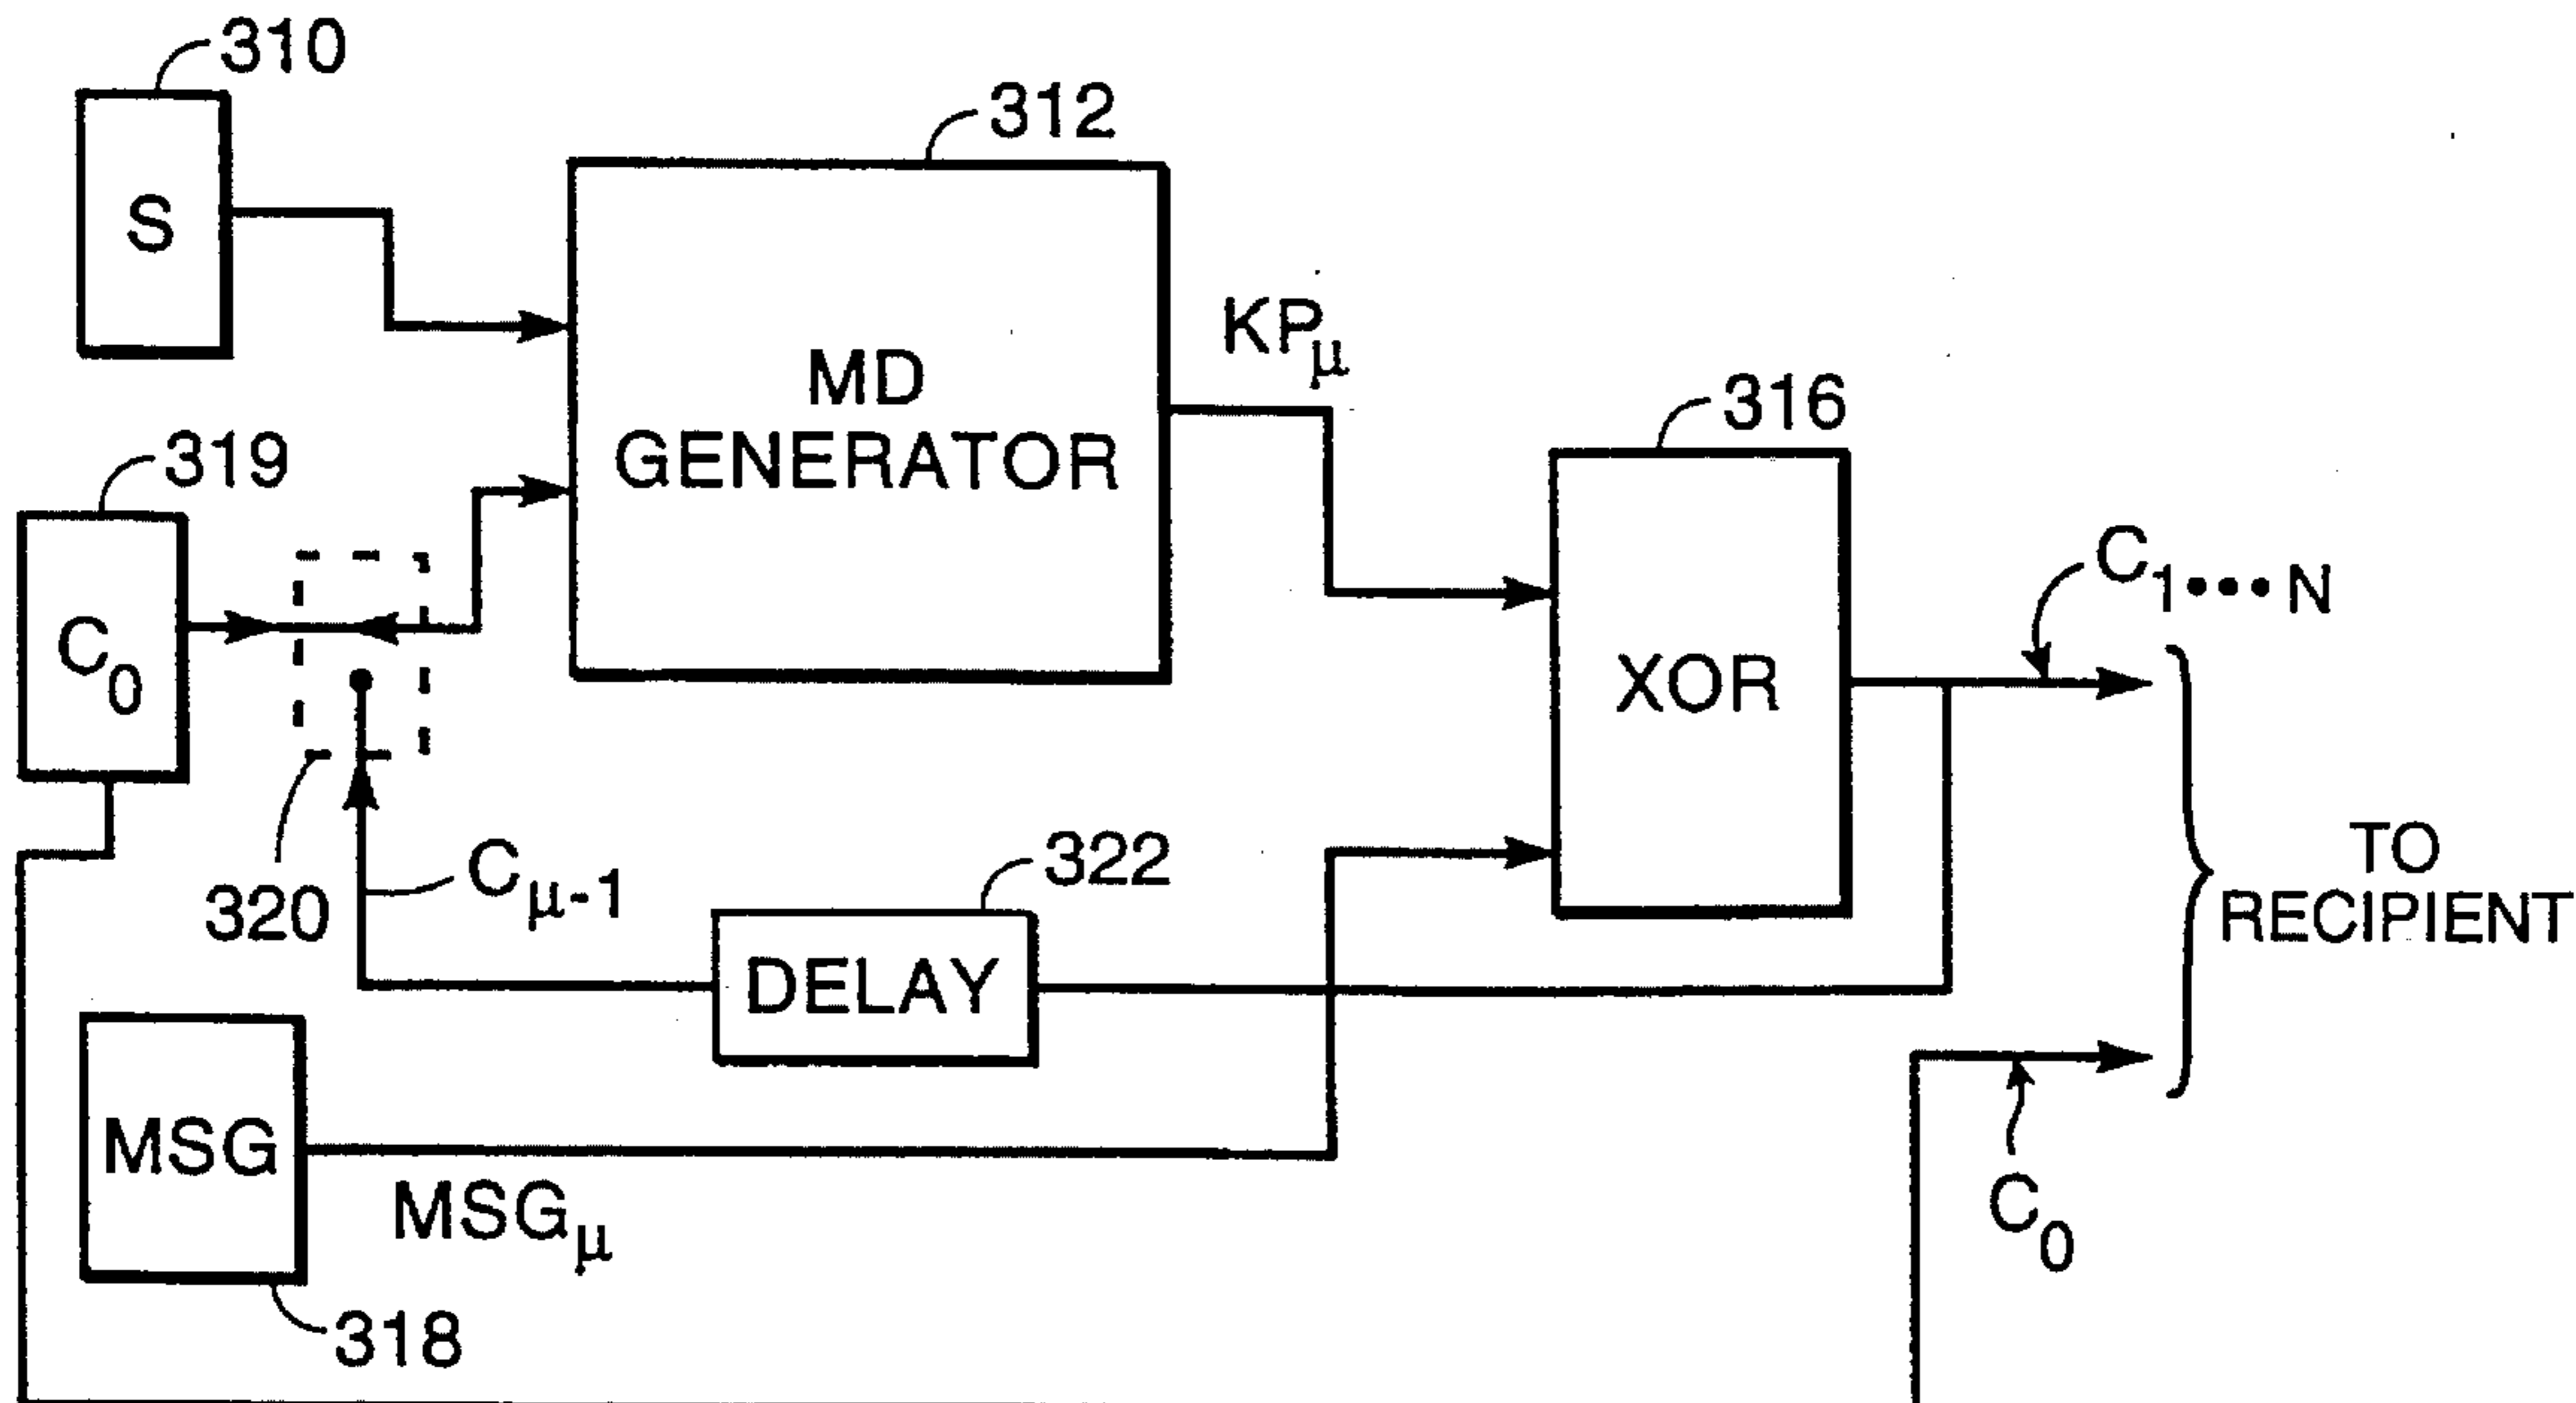 310
S
312
MD
GENERATOR
KPμ
316
XOR
319
C0
320
Cμ-1
322
DELAY
C1•••N
TO
RECIPIENT
MSG
MSGμ
318
C0